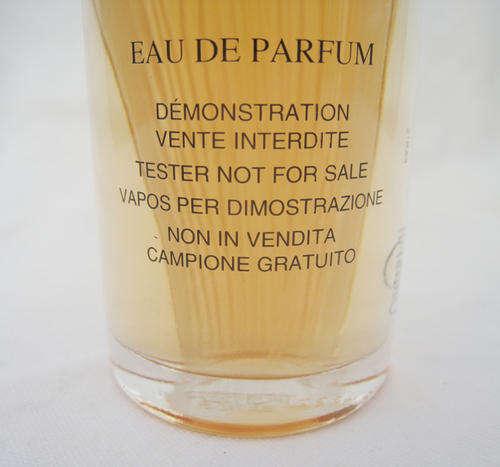 EAU DE PARFUM
DÉMONSTRATION
VENTE INTERDITE
TESTER NOT FOR SALE
VAPOS PER DIMOSTRAZIONE
NON IN VENDITA
CAMPIONE GRATUITO